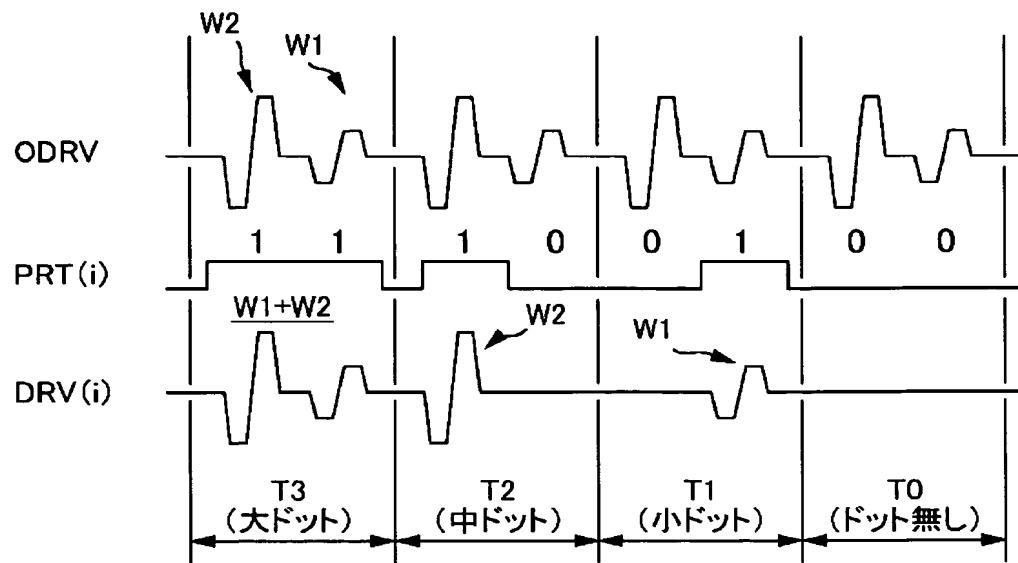 W2 W1
ODRV
1 1 1 0 0 1 0 0
PRT(i)
W1+W2 W2 W1
DRV(i)
T3 T2 T1 T0
(大ドット) (中ドット) (小ドット) (ドット無し)